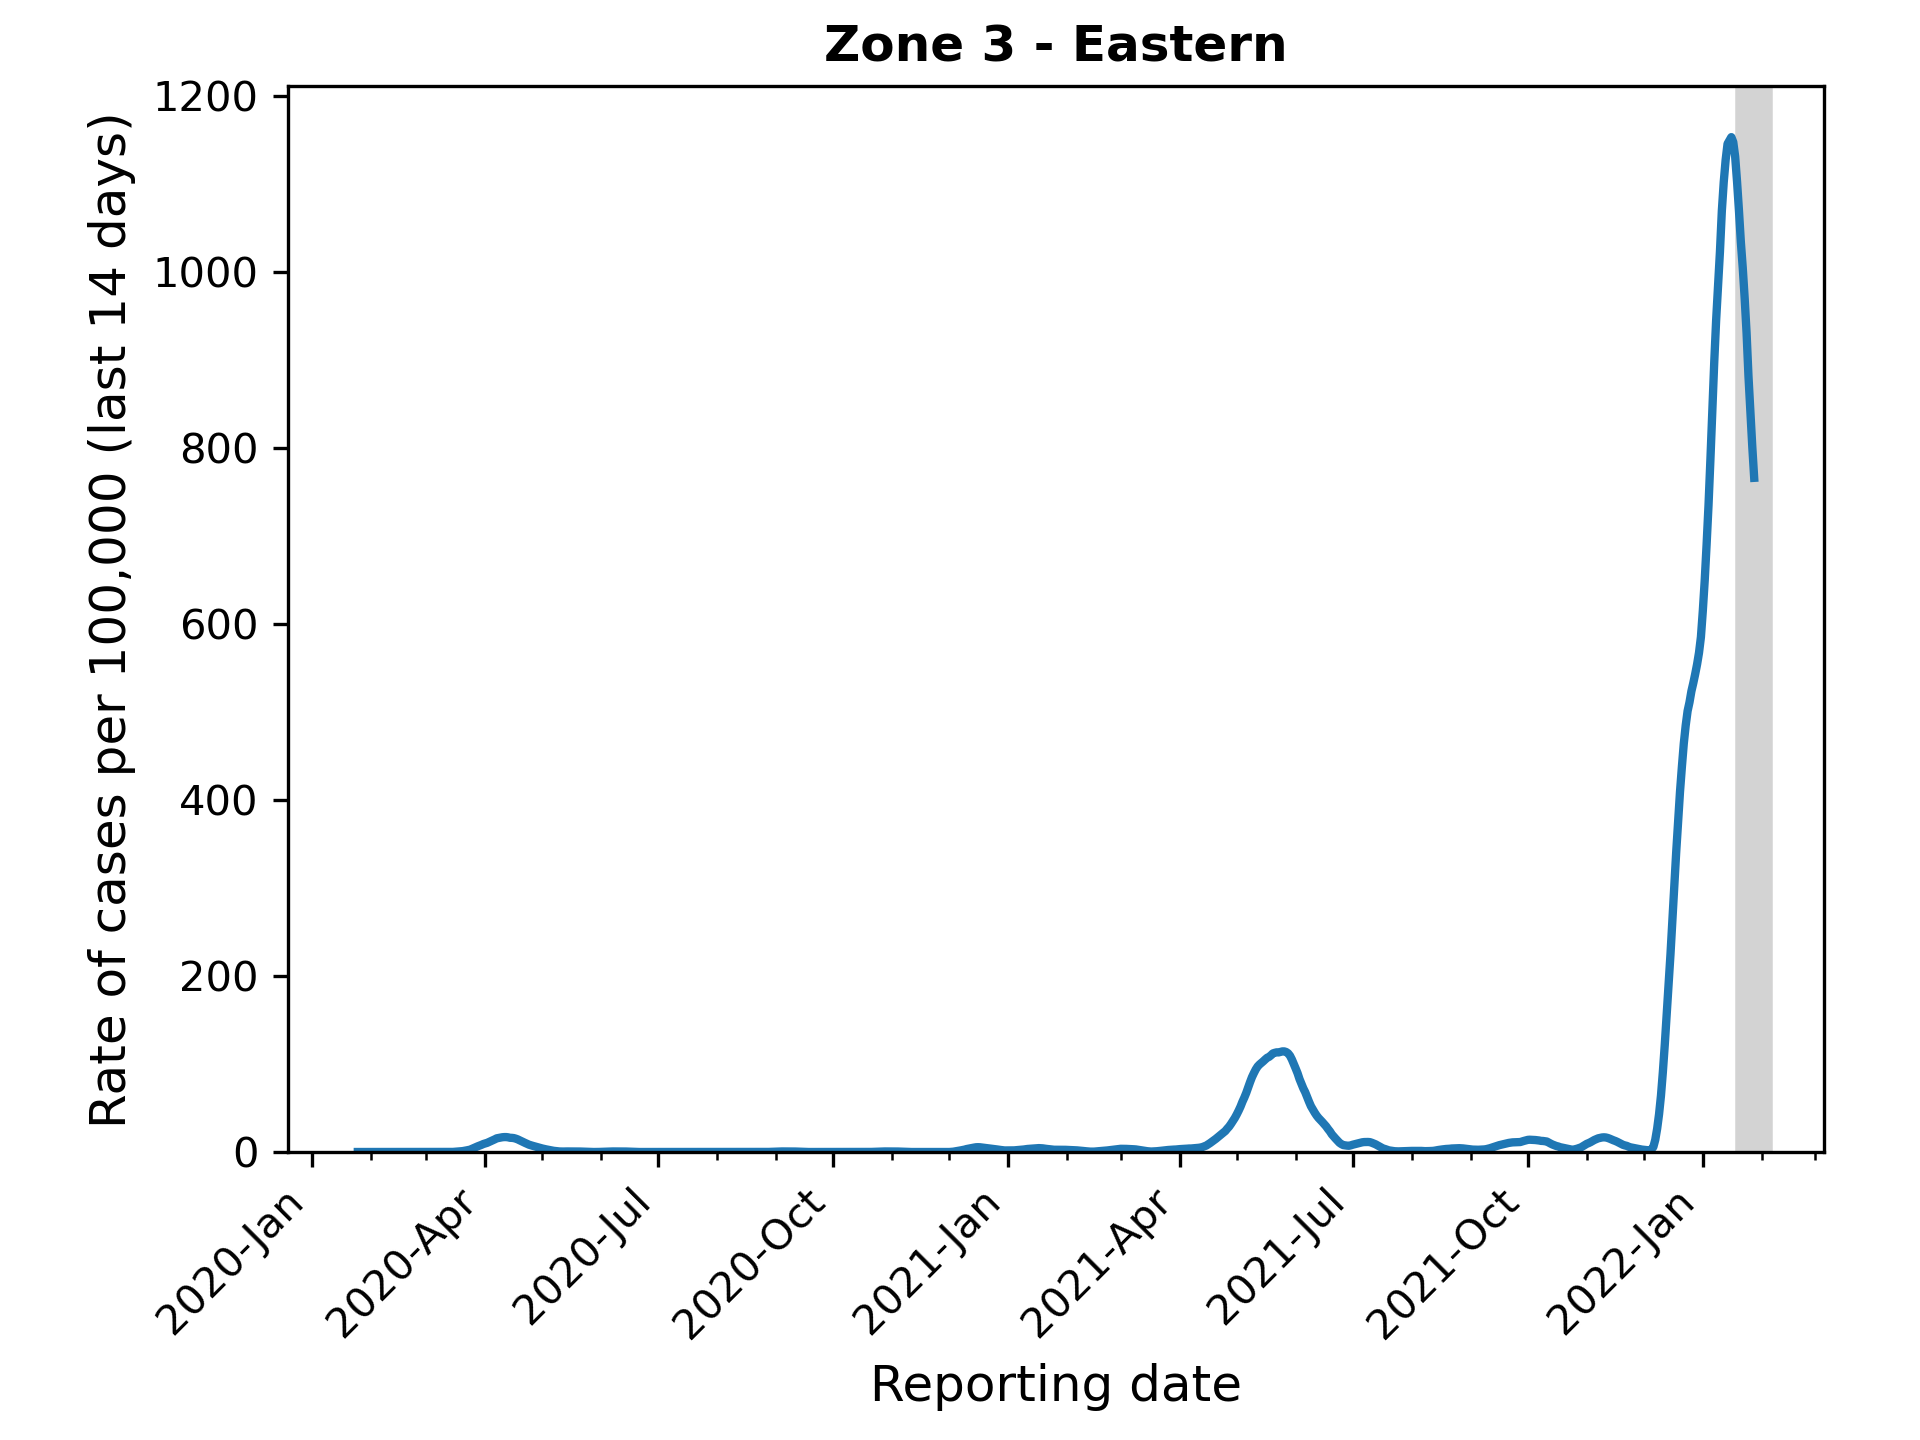 Zone 3 - Eastern
Rate of cases per 100,000 (last 14 days)
1200
1000
800
600
400
200
0
2020-Jan
2020-Apr
2020-Jul
2020-Oct
2021-Jan
2021-Apr
2021-Jul
2021-Oct
2022-Jan
Reporting date